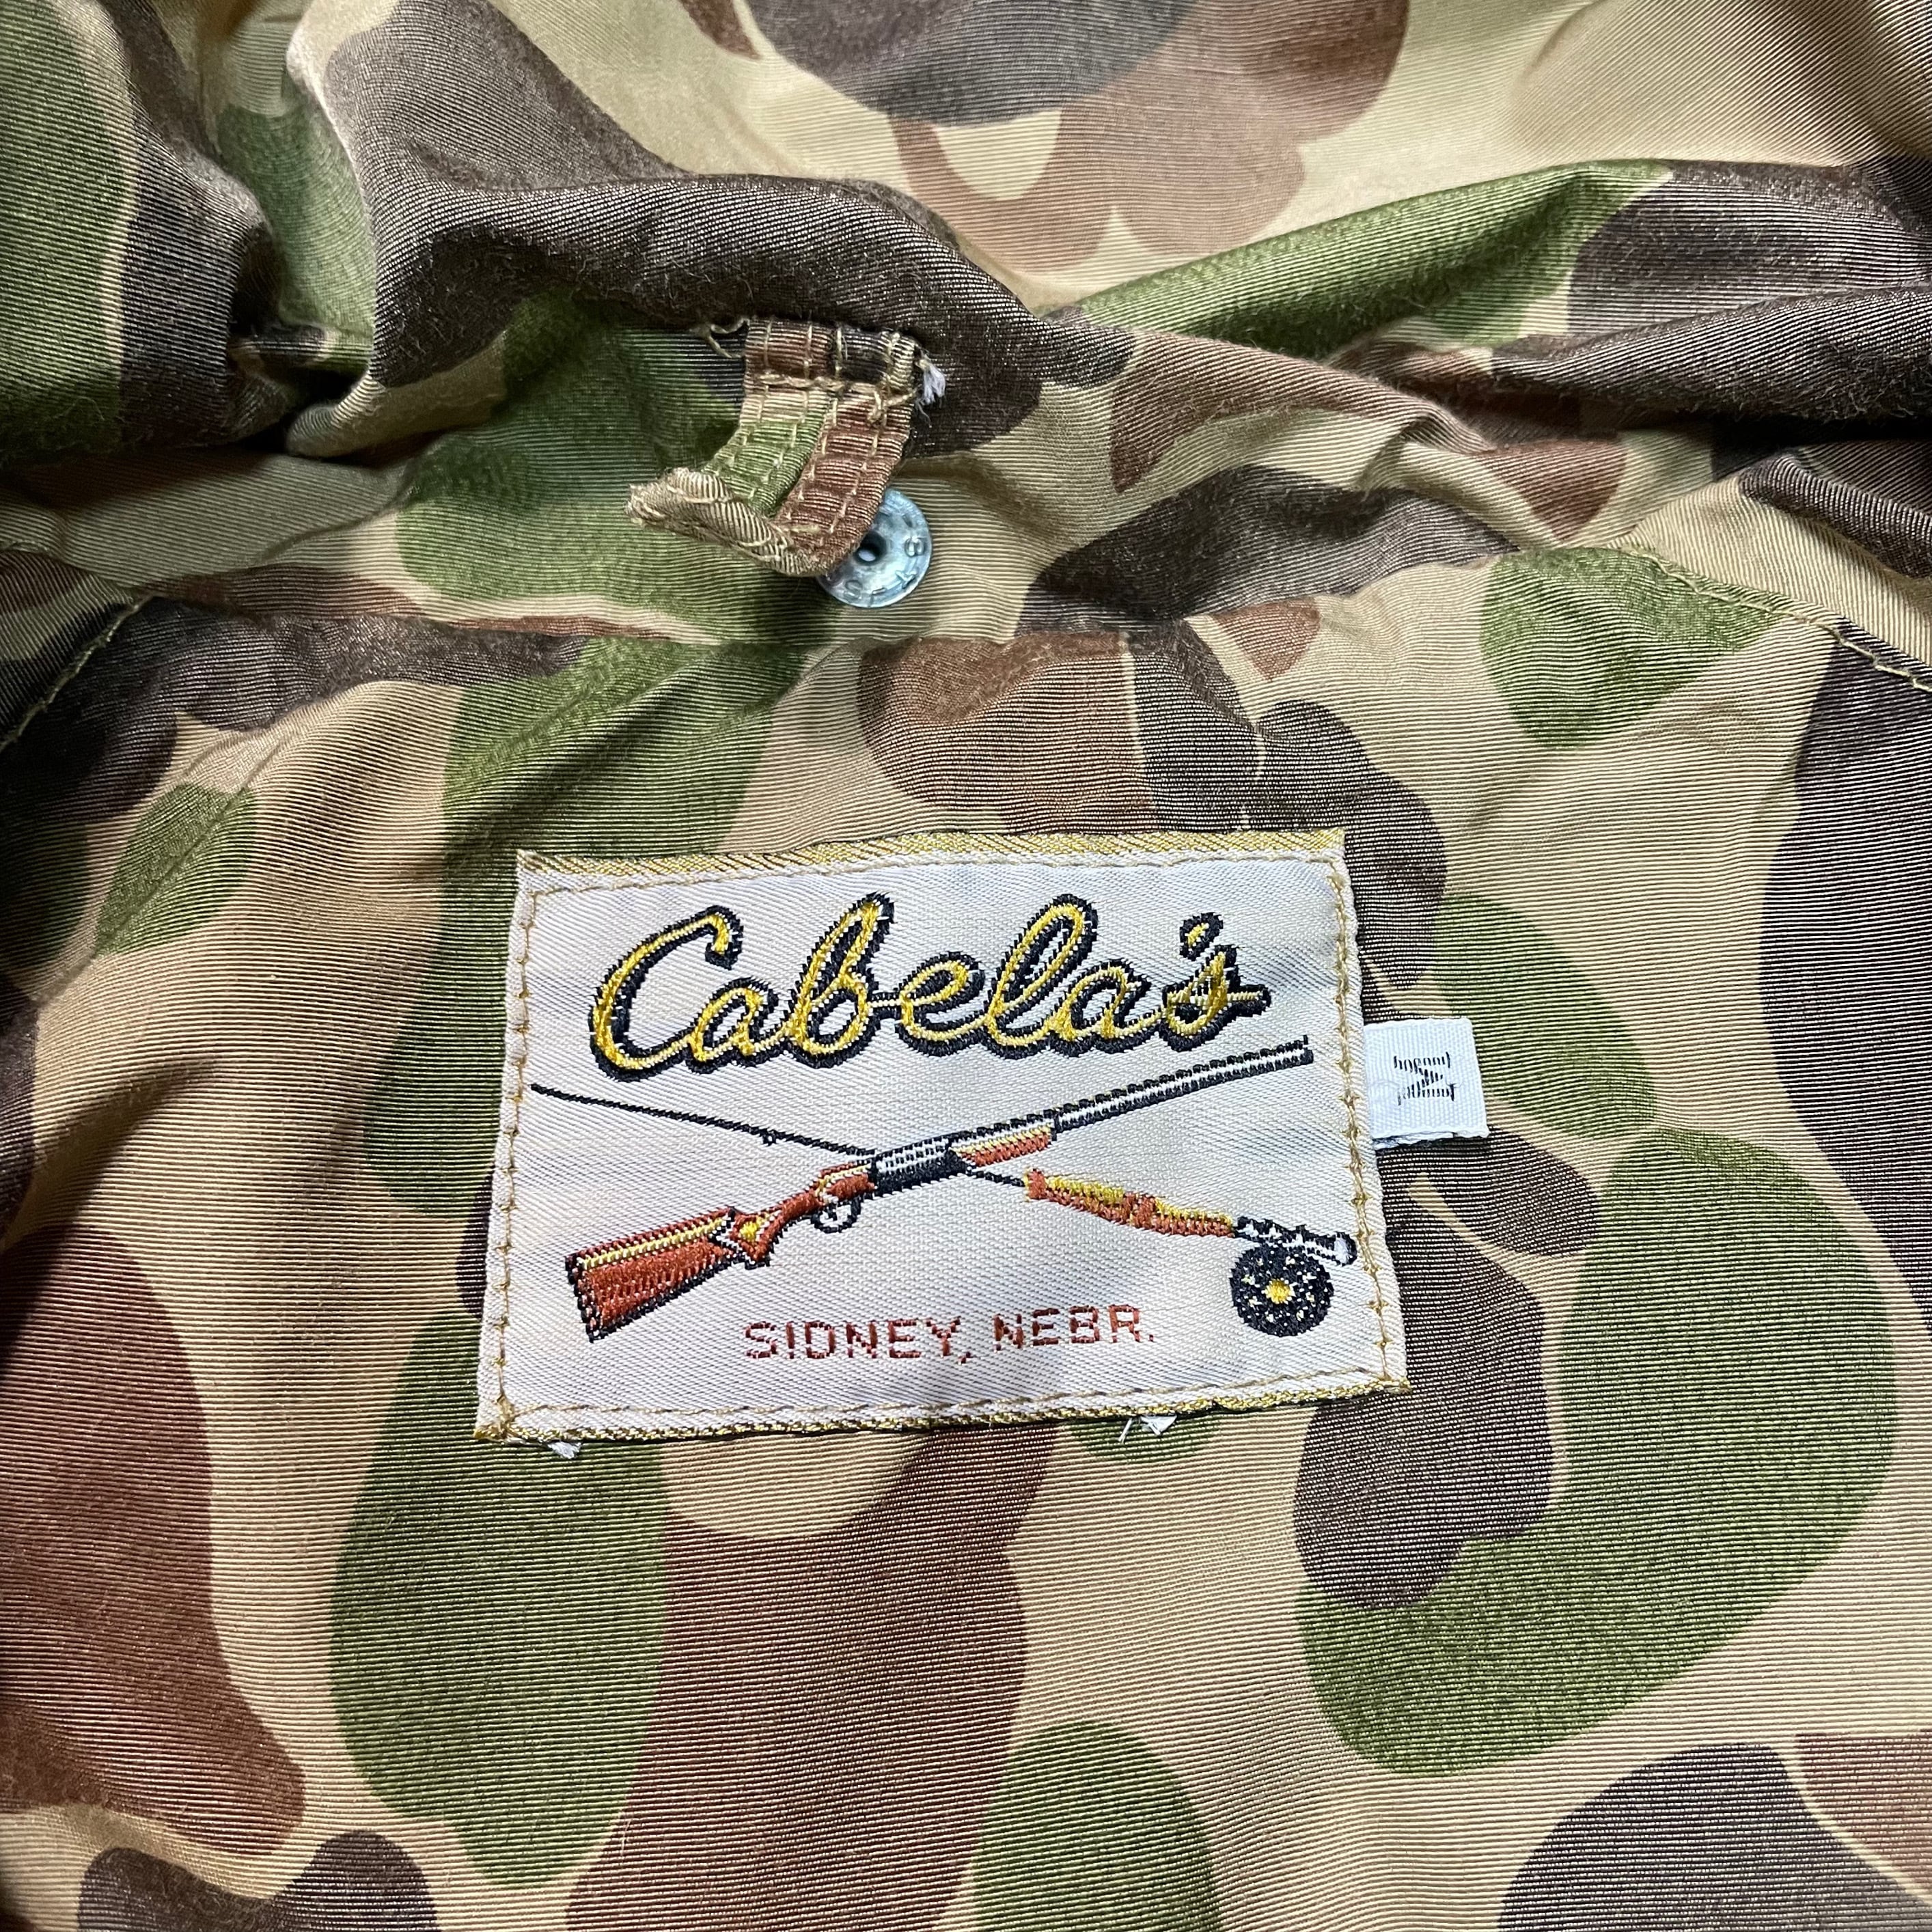 Cabela's
SIDNEY, NEBR.
M